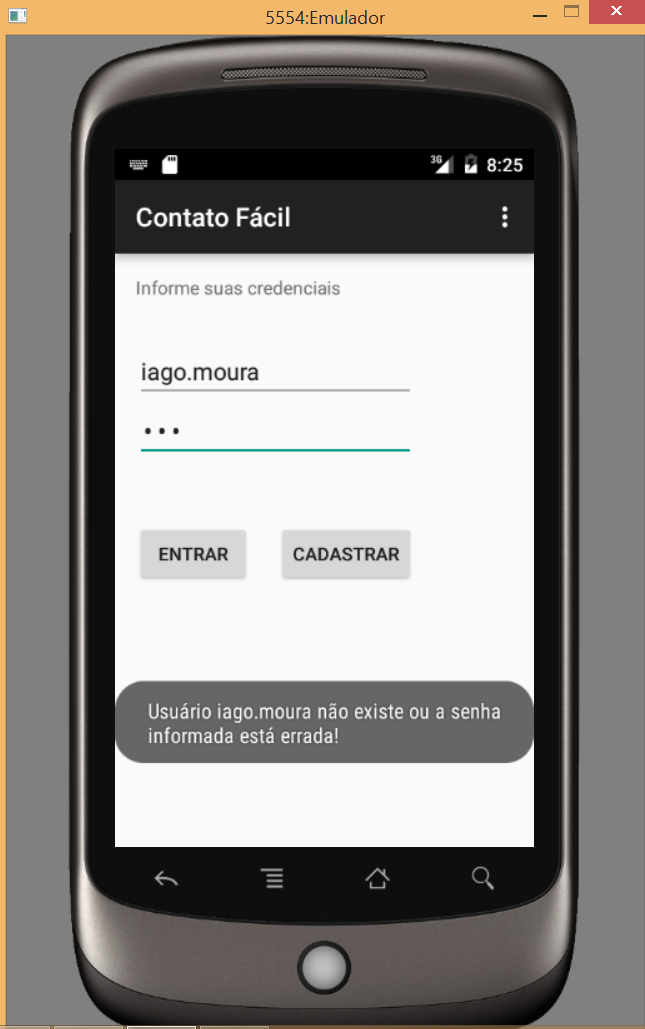 5554:Emulador
3G 8:25
Contato Fácil
Informe suas credenciais
iago.moura
•••
ENTRAR CADASTRAR
Usuário iago.moura não existe ou a senha
informada está errada!